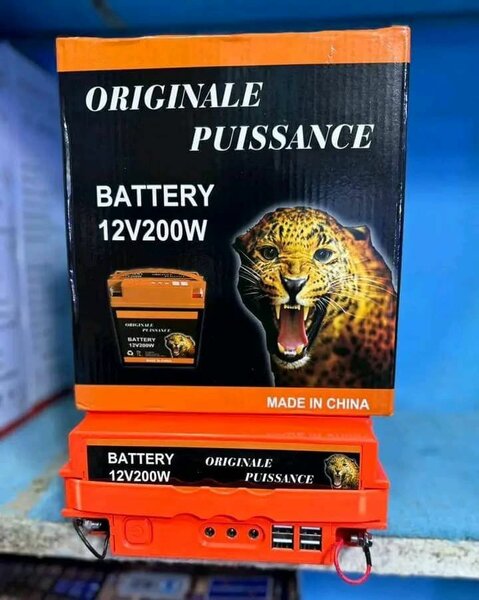 ORIGINALE
PUISSANCE
BATTERY
12V200W
ORIGINALE
PUISSANCE
BATTERY
12V200W
MADE IN CHINA
BATTERY
12V200W
ORIGINALE
PUISSANCE